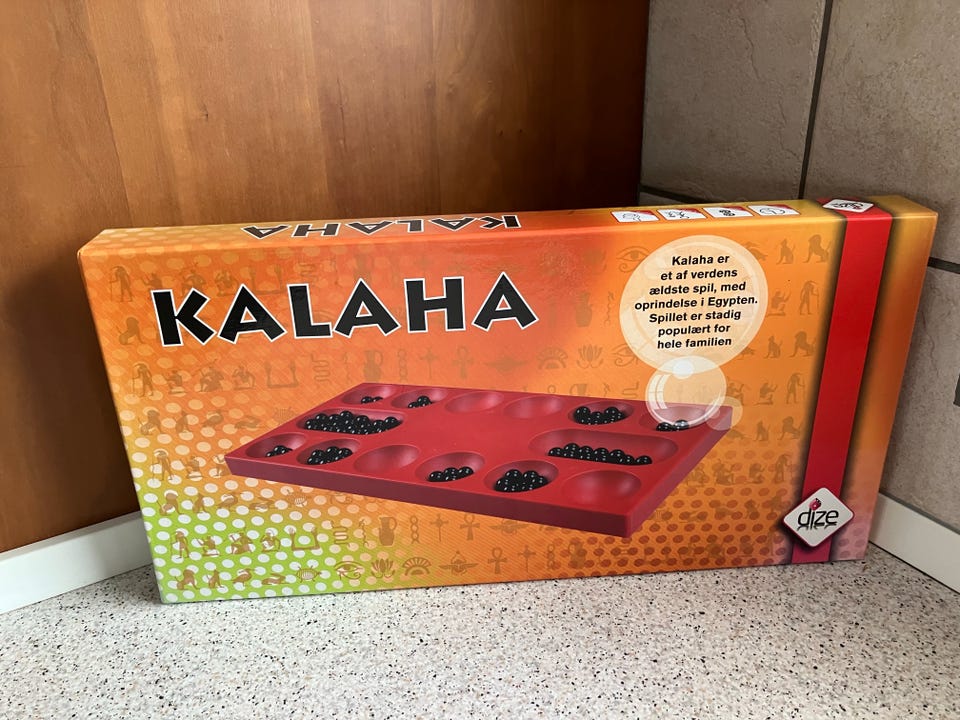 KALAHA
KALAHA
Kalaha er
et af verdens
ældste spil, med
oprindelse i Egypten.
Spillet er stadig
populært for
hele familien
dize